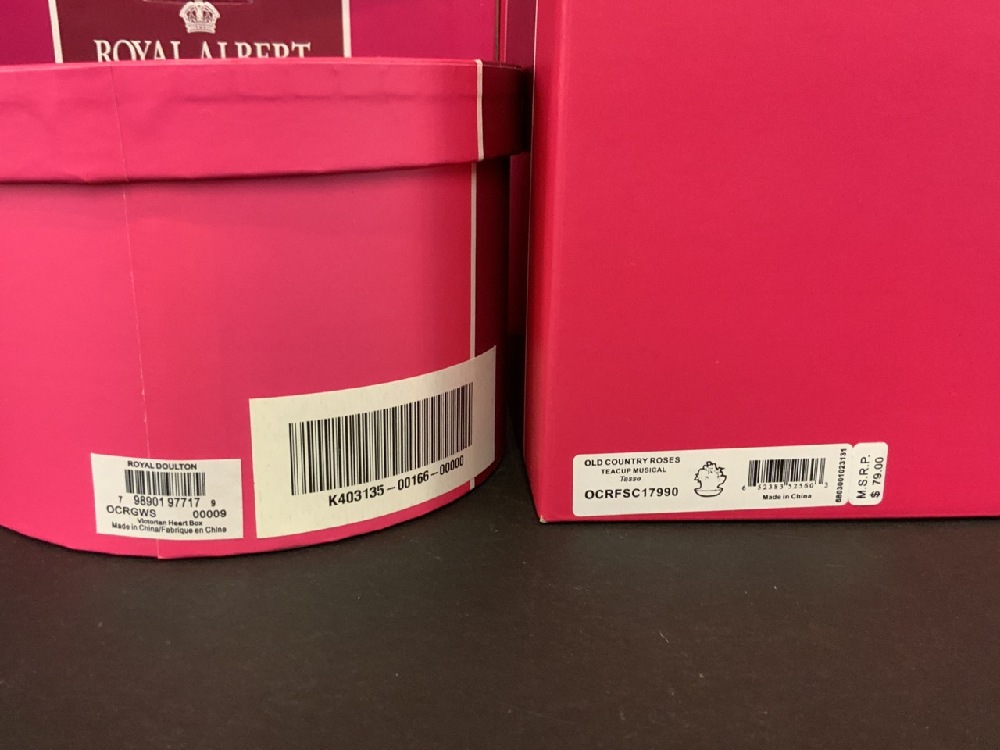 ROYAL ALBERT
ROYAL DOULTON
7 98901 97717 9
OCRGWS 00009
Victorian Heart Box
Made in China/Fabrique en Chine
K403135-00166-00000
OLD COUNTRY ROSES
TEACUP MUSICAL
Tasse
OCRFSC17990
Made in China
M.S.R.P.
$ 79.00